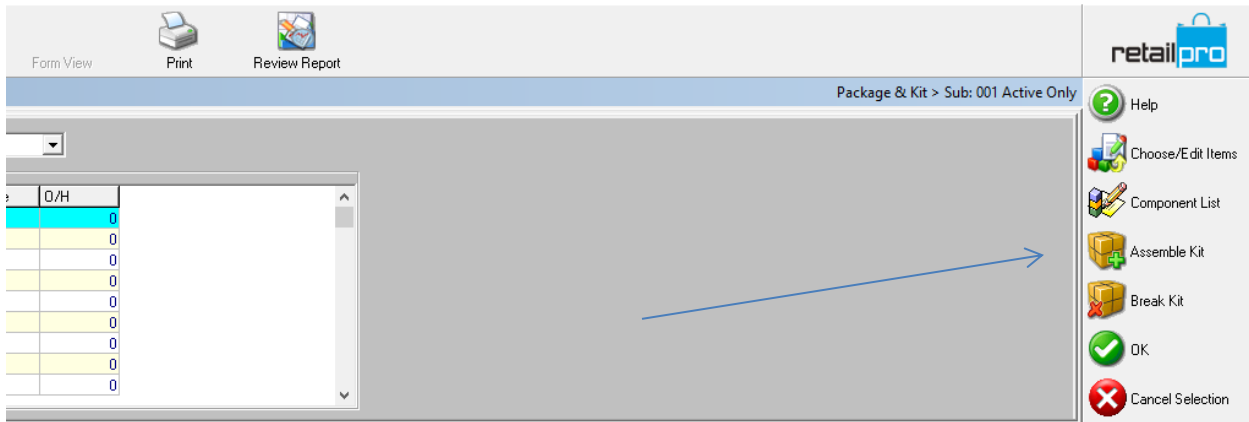 Form View Print Review Report
retailpro
Package & Kit > Sub: 001 Active Only
Help
Choose/Edit Items
Component List
Assemble Kit
Break Kit
OK
Cancel Selection
e O/H
0
0
0
0
0
0
0
0
0